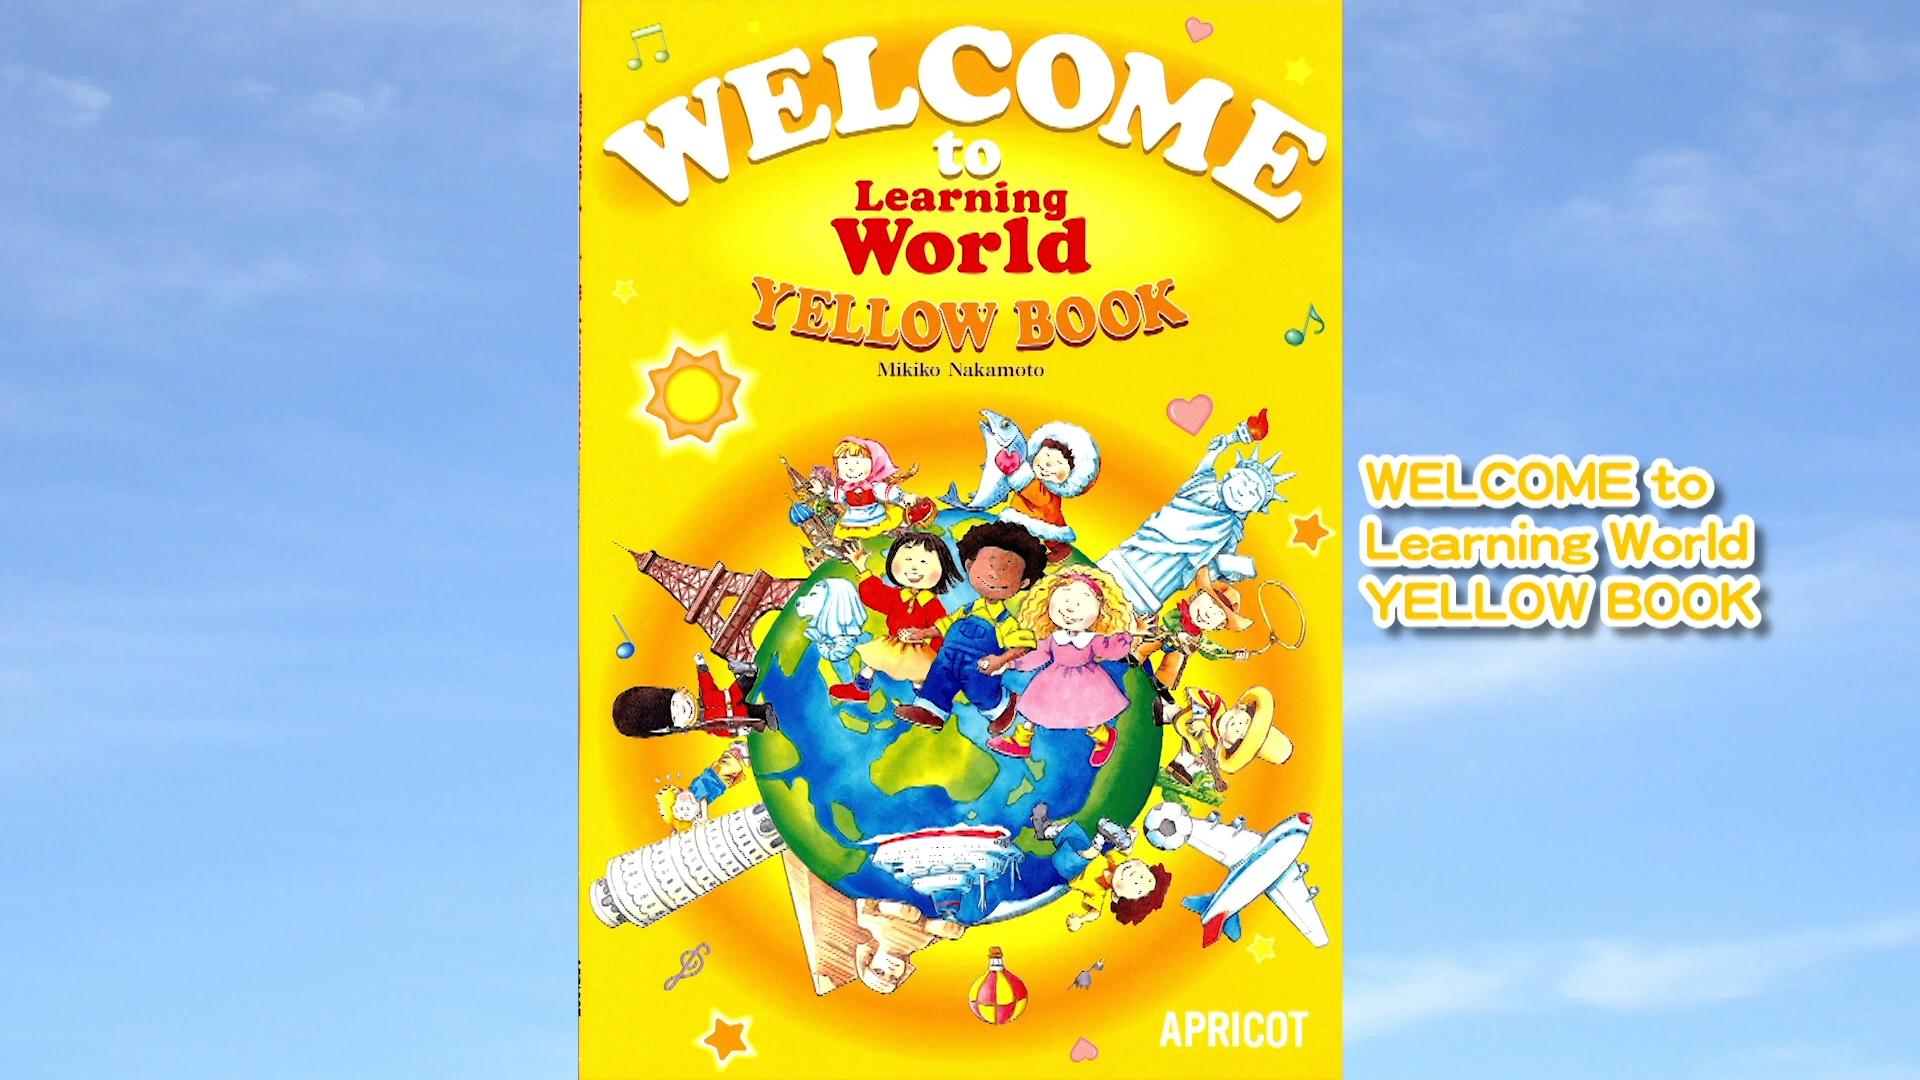 WELCOME
to
Learning
World
YELLOW BOOK
Mikiko Nakamoto
APRICOT
WELCOME to
Learning World
YELLOW BOOK